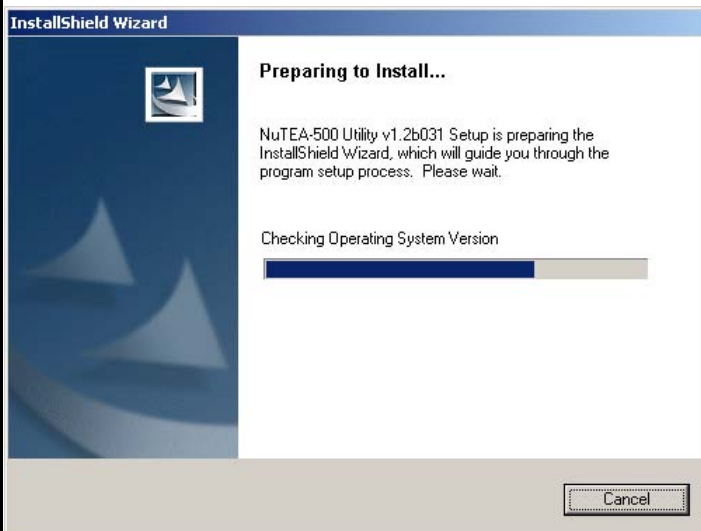 InstallShield Wizard
Preparing to Install...
NuTEA-500 Utility v1.2b031 Setup is preparing the
InstallShield Wizard, which will guide you through the
program setup process.  Please wait.
Checking Operating System Version
Cancel